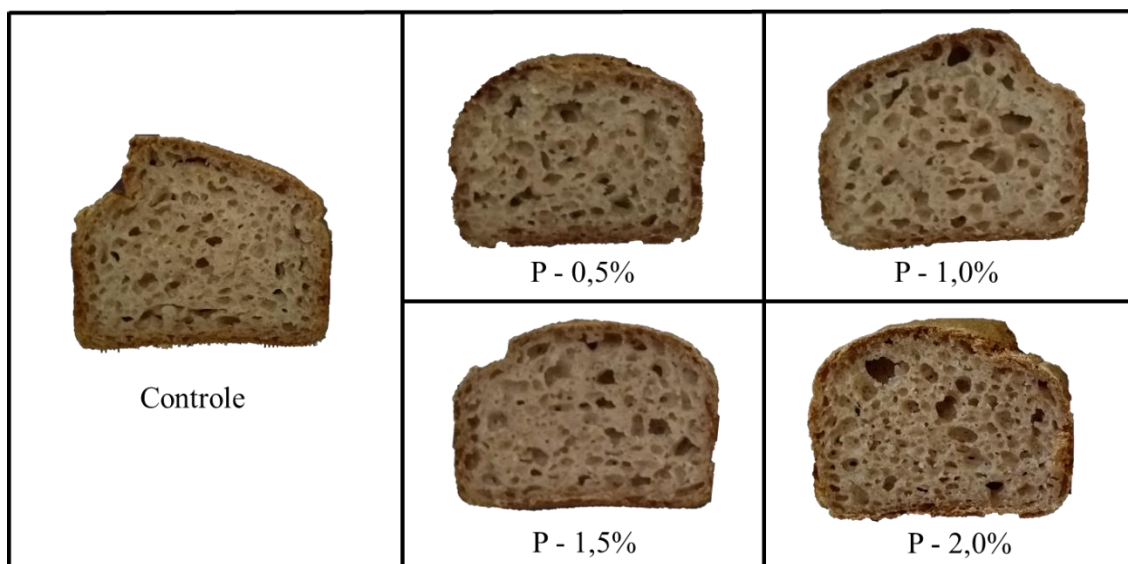 Controle
P - 0,5%
P - 1,0%
P - 1,5%
P - 2,0%